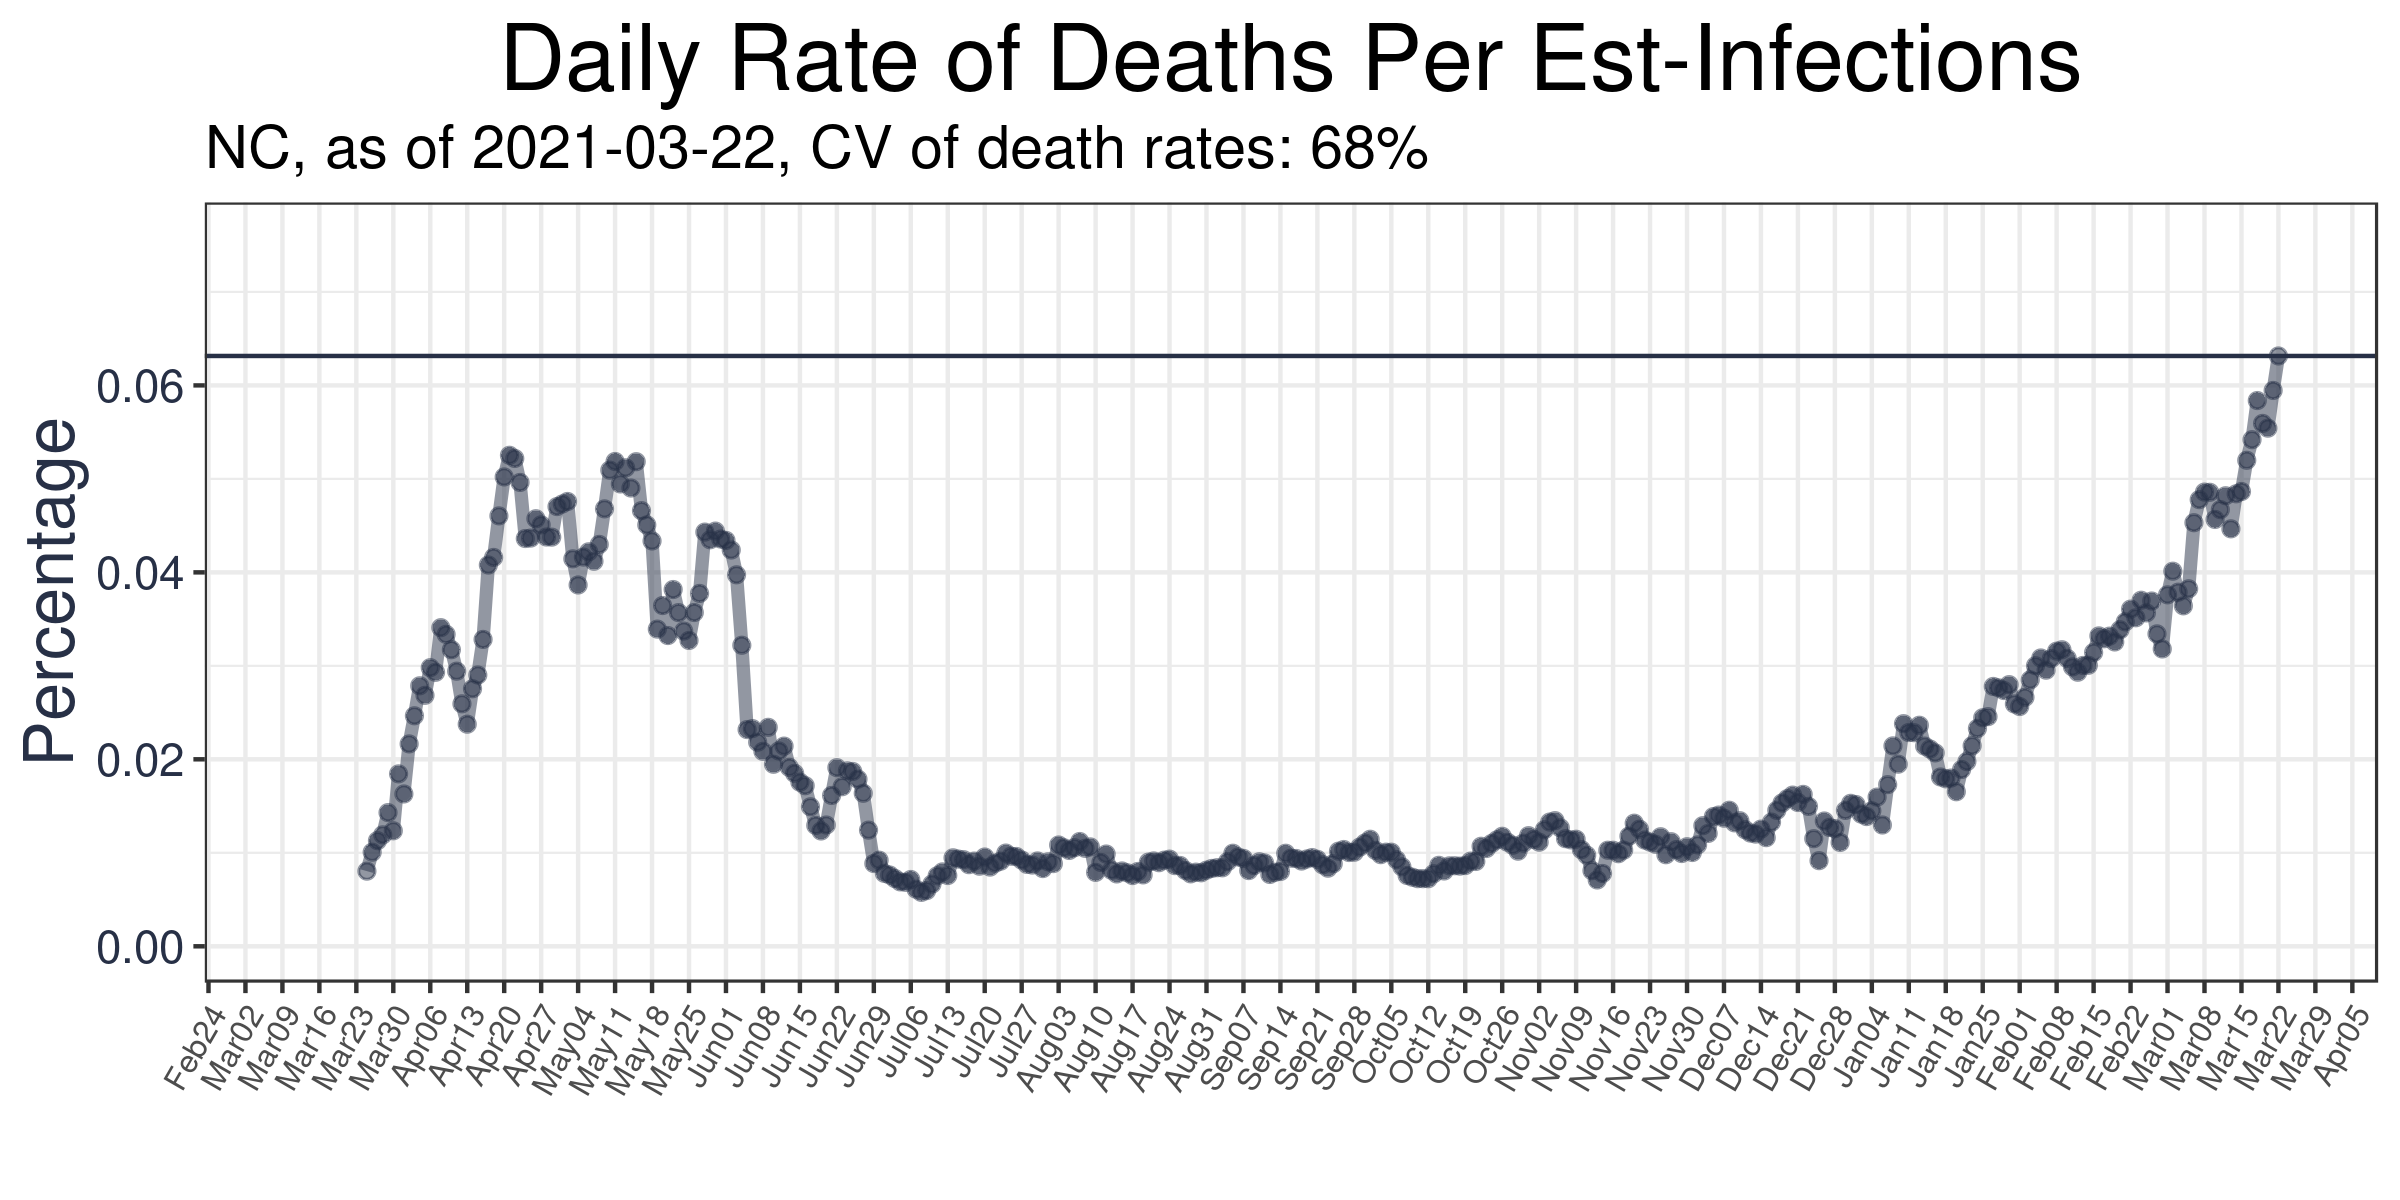 Daily Rate of Deaths Per Est-Infections
NC, as of 2021-03-22, CV of death rates: 68%
Percentage
0.06
0.04
0.02
0.00
Feb24
Mar02
Mar09
Mar16
Mar23
Mar30
Apr06
Apr13
Apr20
Apr27
May04
May11
May18
May25
Jun01
Jun08
Jun15
Jun22
Jun29
Jul06
Jul13
Jul20
Jul27
Aug03
Aug10
Aug17
Aug24
Aug31
Sep07
Sep14
Sep21
Sep28
Oct05
Oct12
Oct19
Oct26
Nov02
Nov09
Nov16
Nov23
Nov30
Dec07
Dec14
Dec21
Dec28
Jan04
Jan11
Jan18
Jan25
Feb01
Feb08
Feb15
Feb22
Mar01
Mar08
Mar15
Mar22
Mar29
Apr05